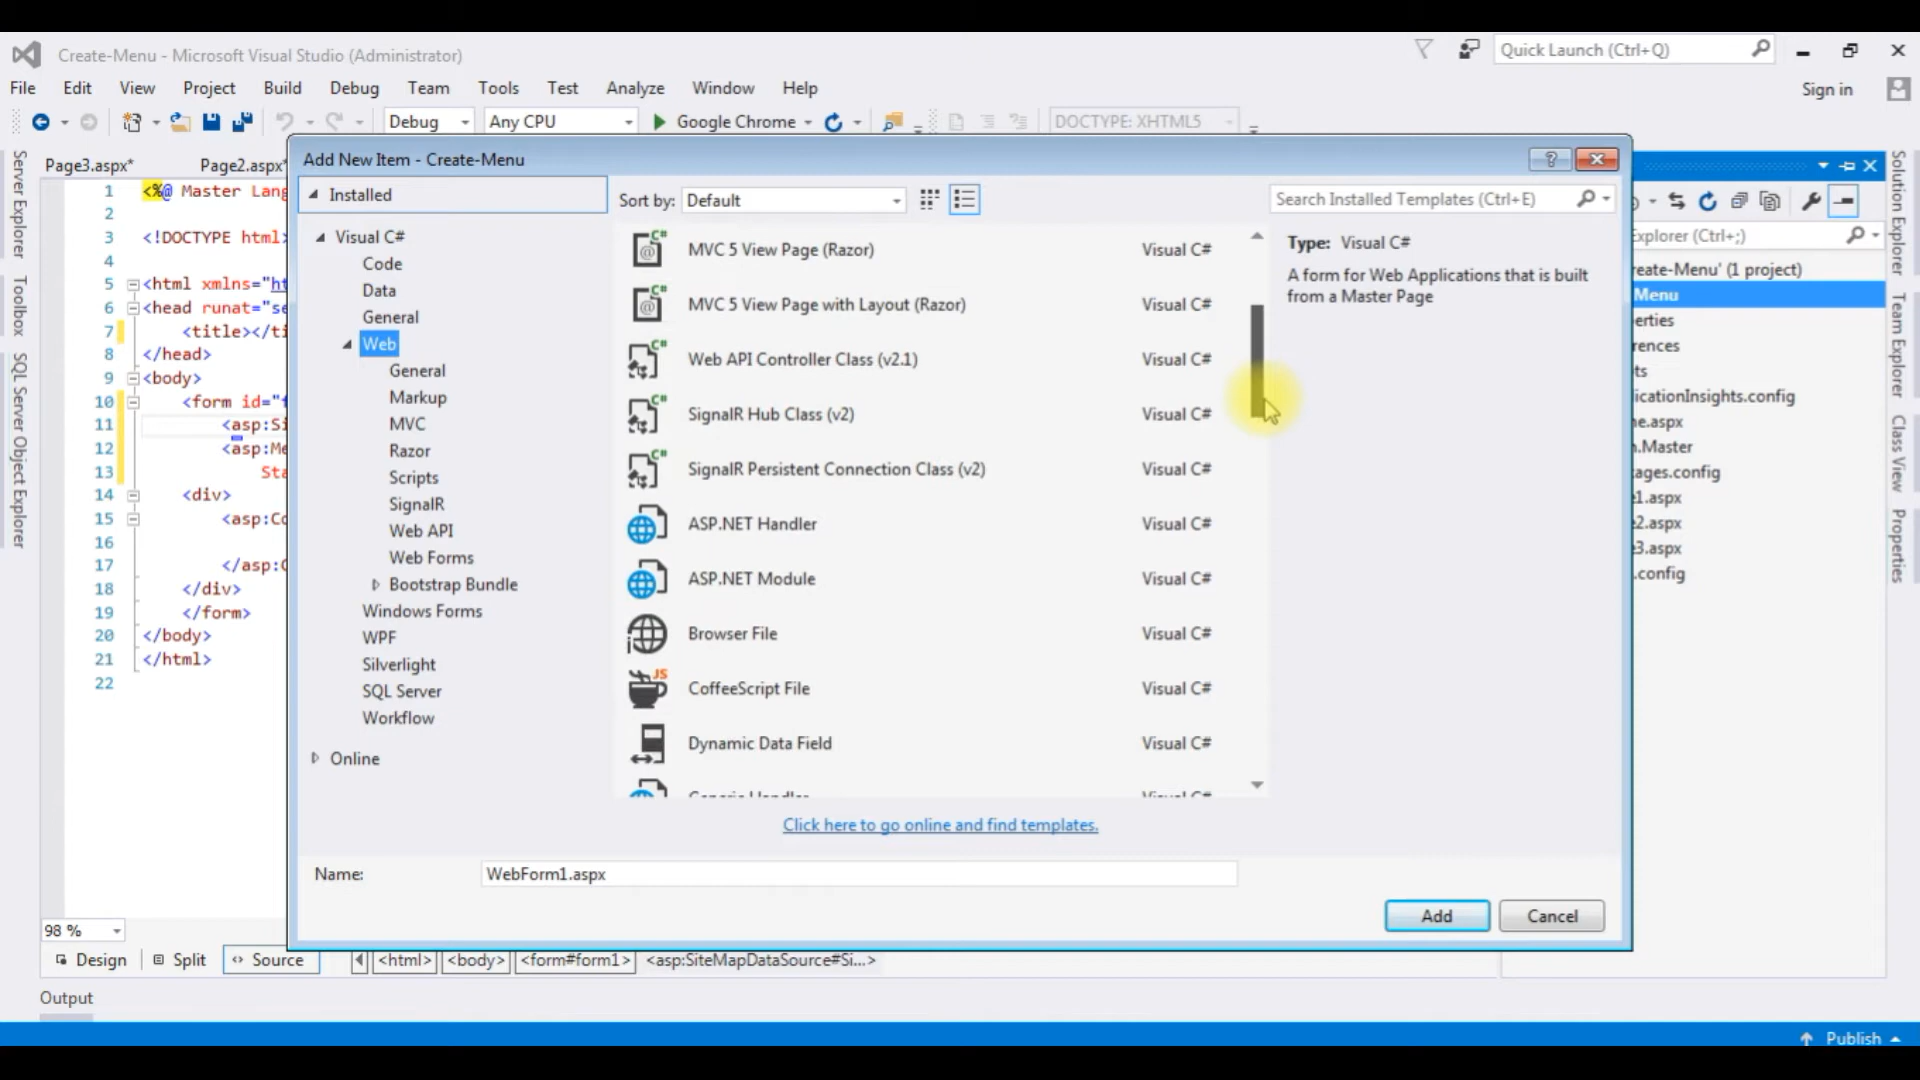 Create-Menu - Microsoft Visual Studio (Administrator)
Quick Launch (Ctrl+Q)
File Edit View Project Build Debug Team Tools Test Analyze Window Help
Sign in
Debug Any CPU Google Chrome DOCTYPE: XHTML5
Server Explorer
Toolbox
SQL Server Object Explorer
Page3.aspx* Page2.aspx*
1 <%@ Master Lang
2
3 <!DOCTYPE html>
4
5 <html xmlns="ht
6 <head runat="se
7 <title></ti
8 </head>
9 <body>
10 <form id="f
11 <asp:Si
12 <asp:Me
13 Sta
14 <div>
15 <asp:Co
16
17 </asp:C
18 </div>
19 </form>
20 </body>
21 </html>
22
98 %
Design Split Source <html> <body> <form#form1> <asp:SiteMapDataSource#Si...>
Output
Publish
Add New Item - Create-Menu
?
Installed
Visual C#
Code
Data
General
Web
General
Markup
MVC
Razor
Scripts
SignalR
Web API
Web Forms
Bootstrap Bundle
Windows Forms
WPF
Silverlight
SQL Server
Workflow
Online
Sort by: Default
Search Installed Templates (Ctrl+E)
MVC 5 View Page (Razor) Visual C#
MVC 5 View Page with Layout (Razor) Visual C#
Web API Controller Class (v2.1) Visual C#
SignalR Hub Class (v2) Visual C#
SignalR Persistent Connection Class (v2) Visual C#
ASP.NET Handler Visual C#
ASP.NET Module Visual C#
Browser File Visual C#
CoffeeScript File Visual C#
Dynamic Data Field Visual C#
Generic Handler Visual C#
Type: Visual C#
A form for Web Applications that is built
from a Master Page
Click here to go online and find templates.
Name: WebForm1.aspx
Add Cancel
Explorer (Ctrl+;)
reate-Menu' (1 project)
Menu
erties
rences
ts
icationInsights.config
ne.aspx
n.Master
ages.config
e1.aspx
e2.aspx
e3.aspx
.config
Solution Explorer
Team Explorer
Class View
Properties